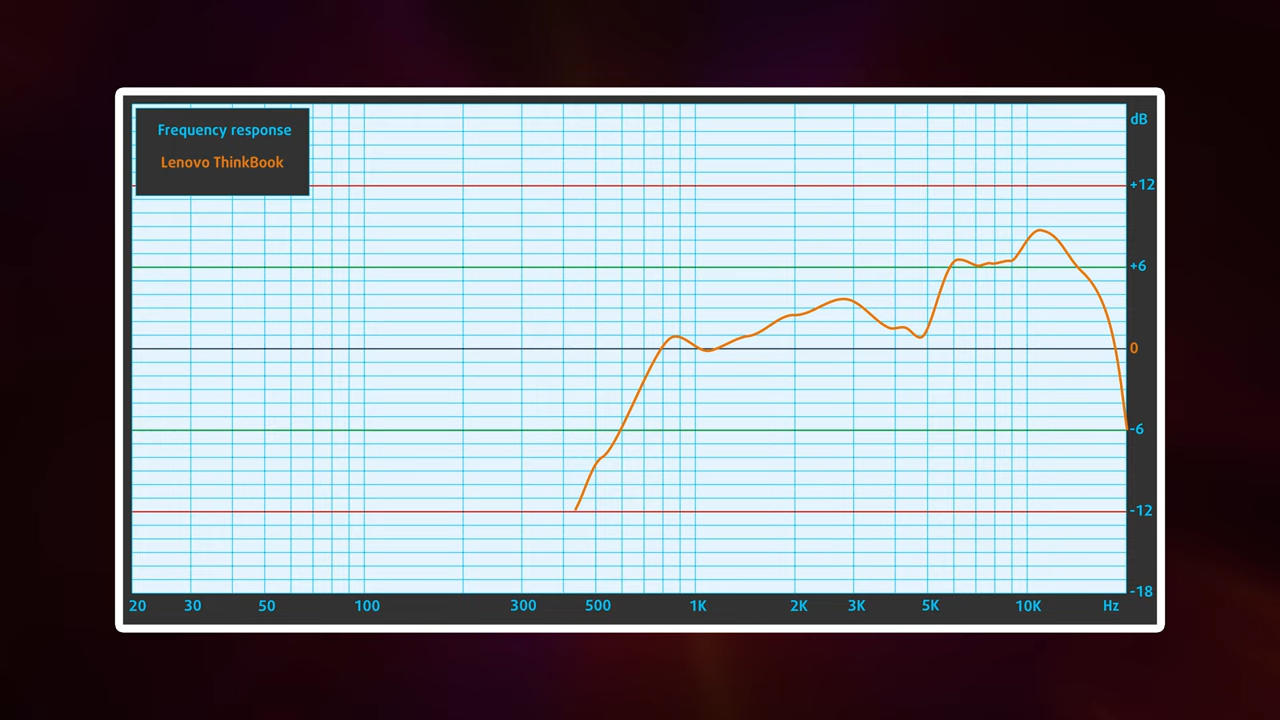 Frequency response
Lenovo ThinkBook
dB
+12
+6
0
-6
-12
-18
20 30 50 100 300 500 1K 2K 3K 5K 10K Hz